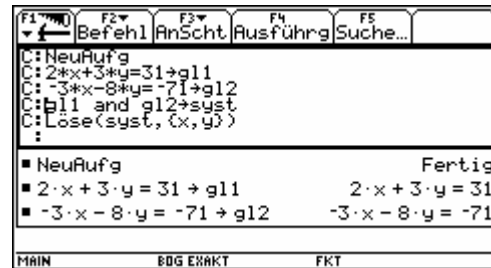 F1 F2 F3 F4 F5
Befehl AnScht Ausführg Suche…
C:NeuAufg
C:2*x+3*y=31→gl1
C:-3*x-8*y=-71→gl2
C:gl1 and gl2→syst
C:Löse(syst,{x,y})
:
▪ NeuAufg Fertig
▪ 2·x + 3·y = 31 → gl1 2·x + 3·y = 31
▪ -3·x - 8·y = -71 → gl2 -3·x - 8·y = -71
MAIN BOG EXAKT FKT